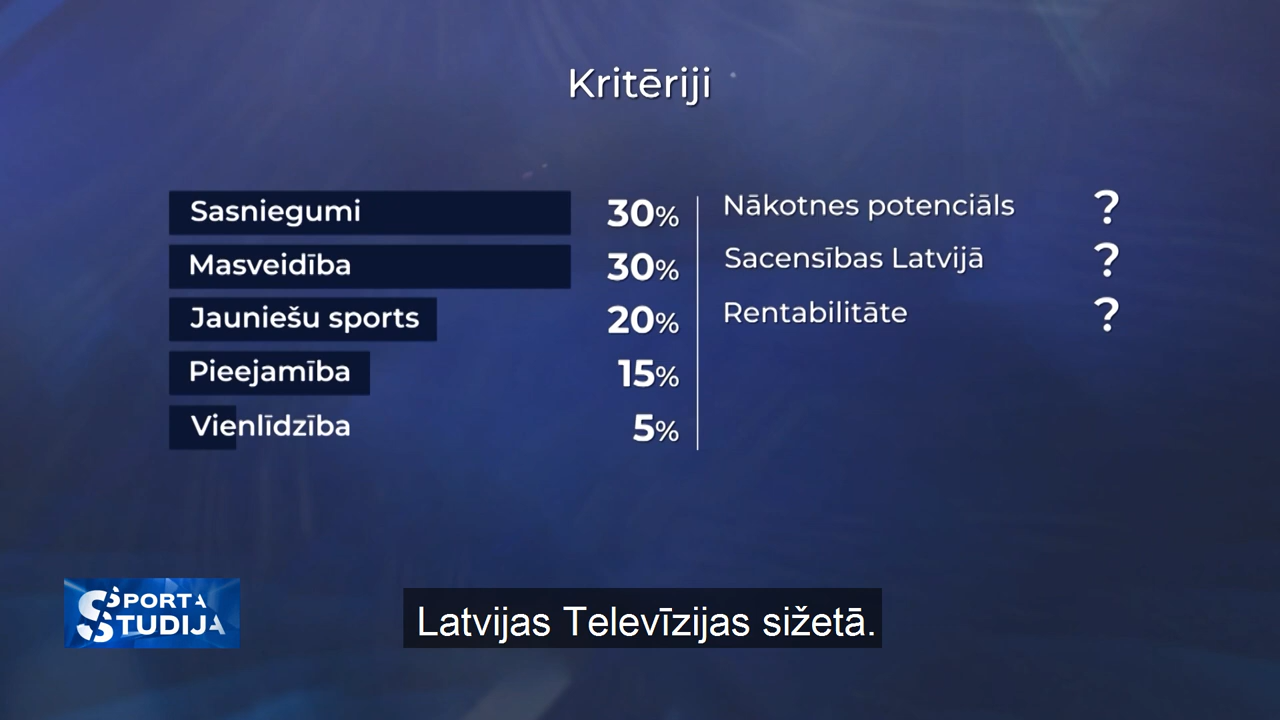 Kritēriji
Sasniegumi 30%
Masveidība 30%
Jauniešu sports 20%
Pieejamība 15%
Vienlīdzība 5%
Nākotnes potenciāls ?
Sacensības Latvijā ?
Rentabilitāte ?
SPORTA
STUDIJA
Latvijas Televīzijas sižetā.